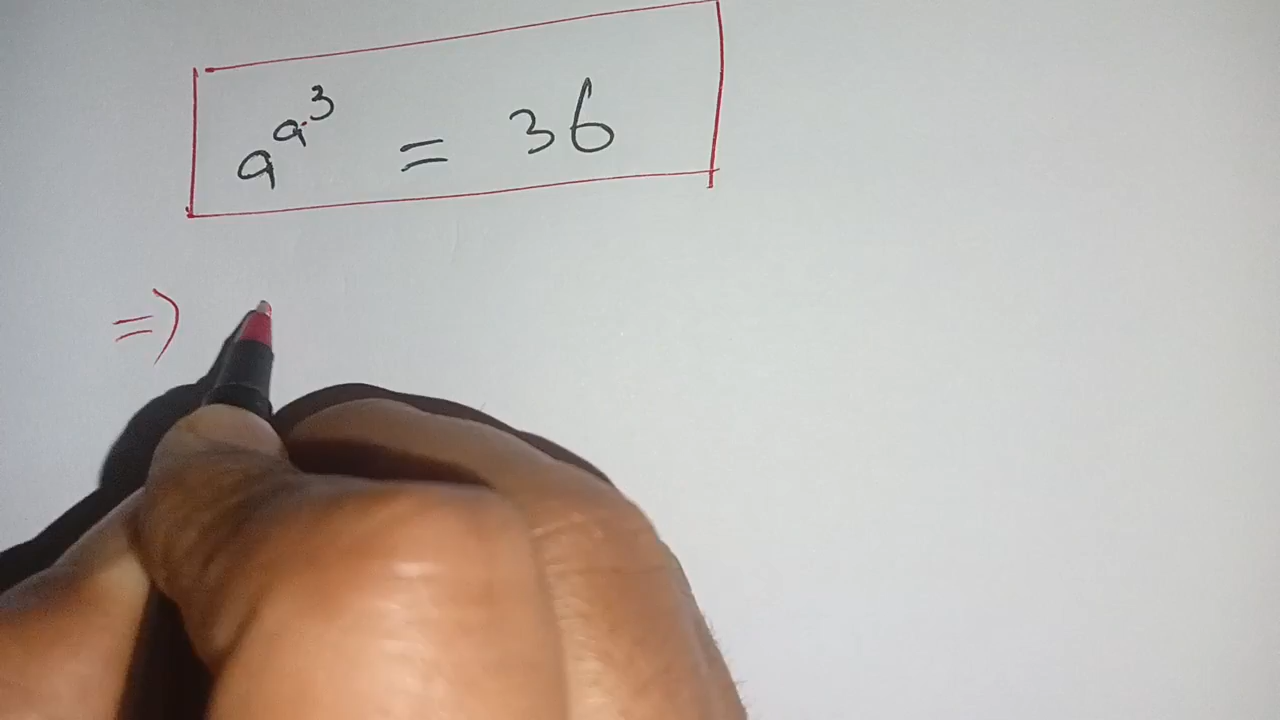 a^{a^3} = 36
=>